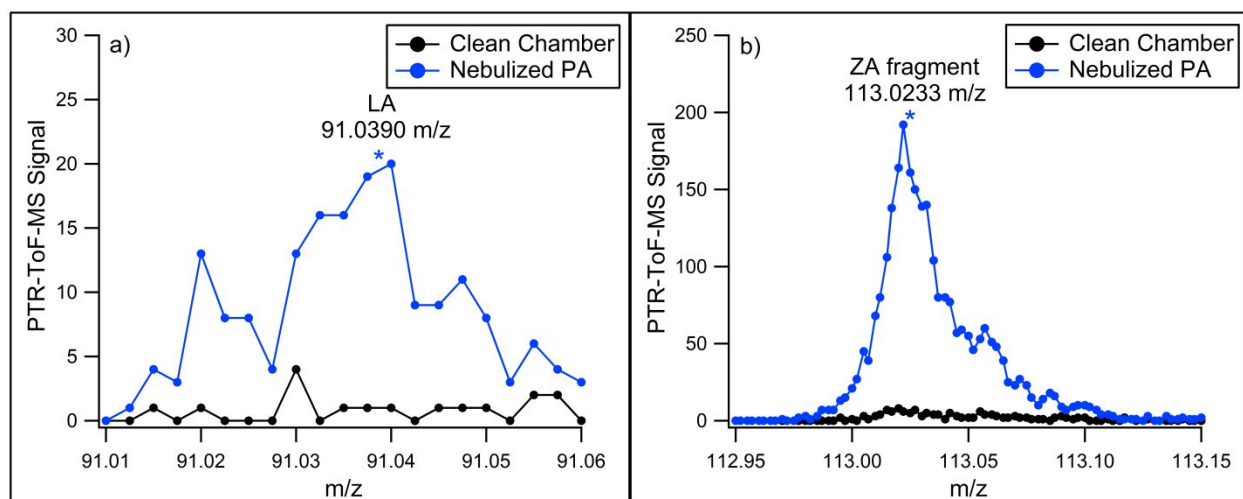 a)
Clean Chamber
Nebulized PA
LA
91.0390 m/z
*
PTR-ToF-MS Signal
30
25
20
15
10
5
0
91.01 91.02 91.03 91.04 91.05 91.06
m/z
b)
Clean Chamber
Nebulized PA
ZA fragment
113.0233 m/z
*
PTR-ToF-MS Signal
250
200
150
100
50
0
112.95 113.00 113.05 113.10 113.15
m/z